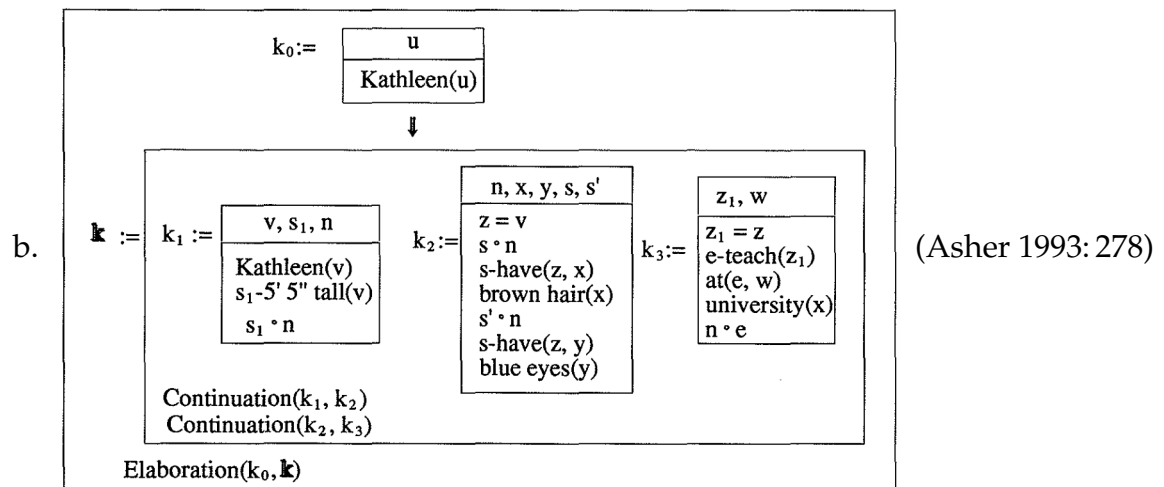 b.
k₀:=
u
Kathleen(u)
⇓
𝐤 :=
k₁ :=
v, s₁, n
Kathleen(v)
s₁-5' 5" tall(v)
s₁ ∘ n
k₂:=
n, x, y, s, s'
z = v
s ∘ n
s-have(z, x)
brown hair(x)
s' ∘ n
s-have(z, y)
blue eyes(y)
k₃:=
z₁, w
z₁ = z
e-teach(z₁)
at(e, w)
university(x)
n ∘ e
Continuation(k₁, k₂)
Continuation(k₂, k₃)
Elaboration(k₀, 𝐤)
(Asher 1993: 278)